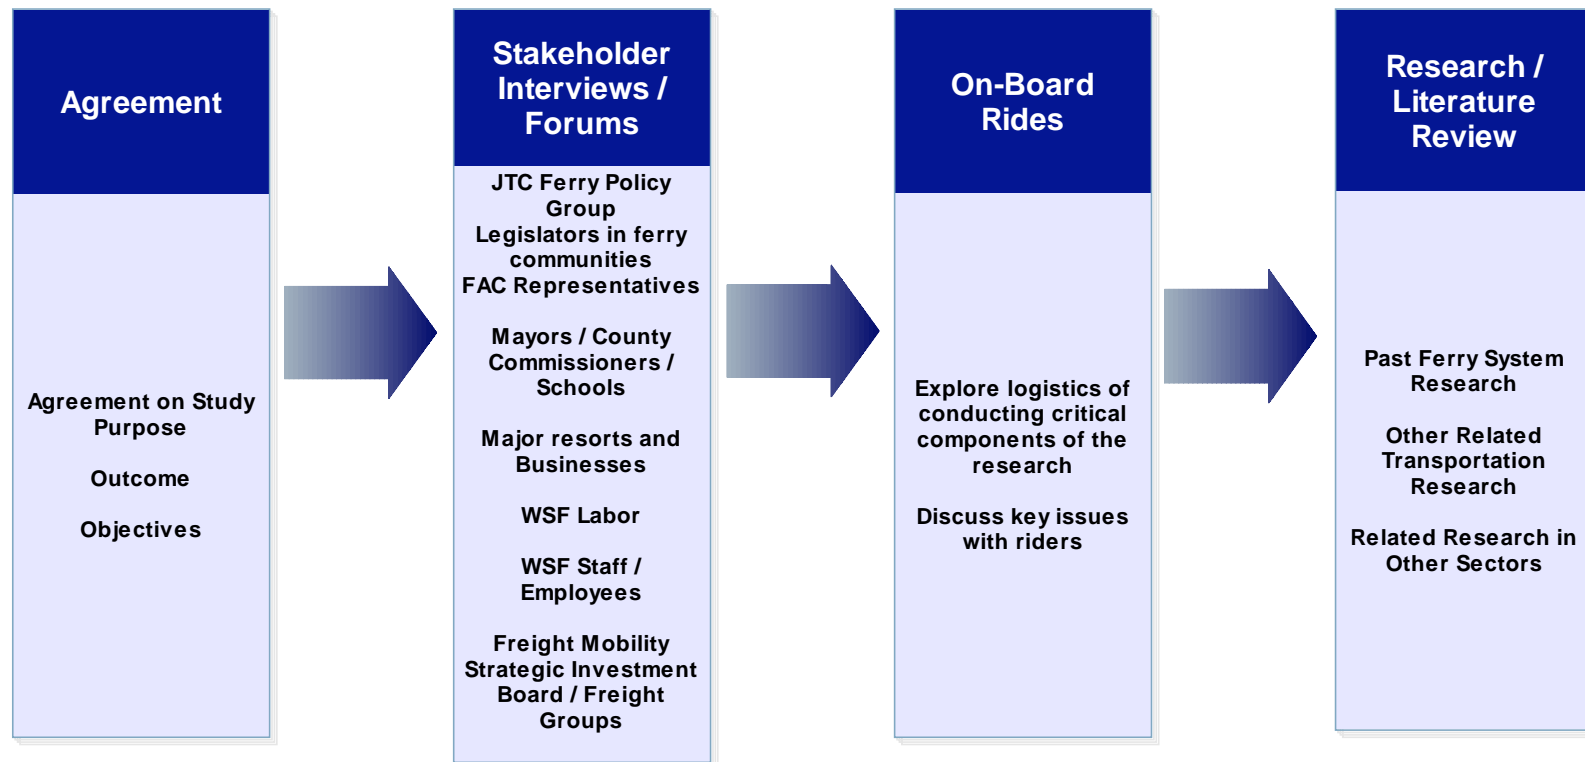 Agreement
Agreement on Study
Purpose
Outcome
Objectives
Stakeholder
Interviews /
Forums
JTC Ferry Policy
Group
Legislators in ferry
communities
FAC Representatives
Mayors / County
Commissioners /
Schools
Major resorts and
Businesses
WSF Labor
WSF Staff /
Employees
Freight Mobility
Strategic Investment
Board / Freight
Groups
On-Board
Rides
Explore logistics of
conducting critical
components of the
research
Discuss key issues
with riders
Research /
Literature
Review
Past Ferry System
Research
Other Related
Transportation
Research
Related Research in
Other Sectors